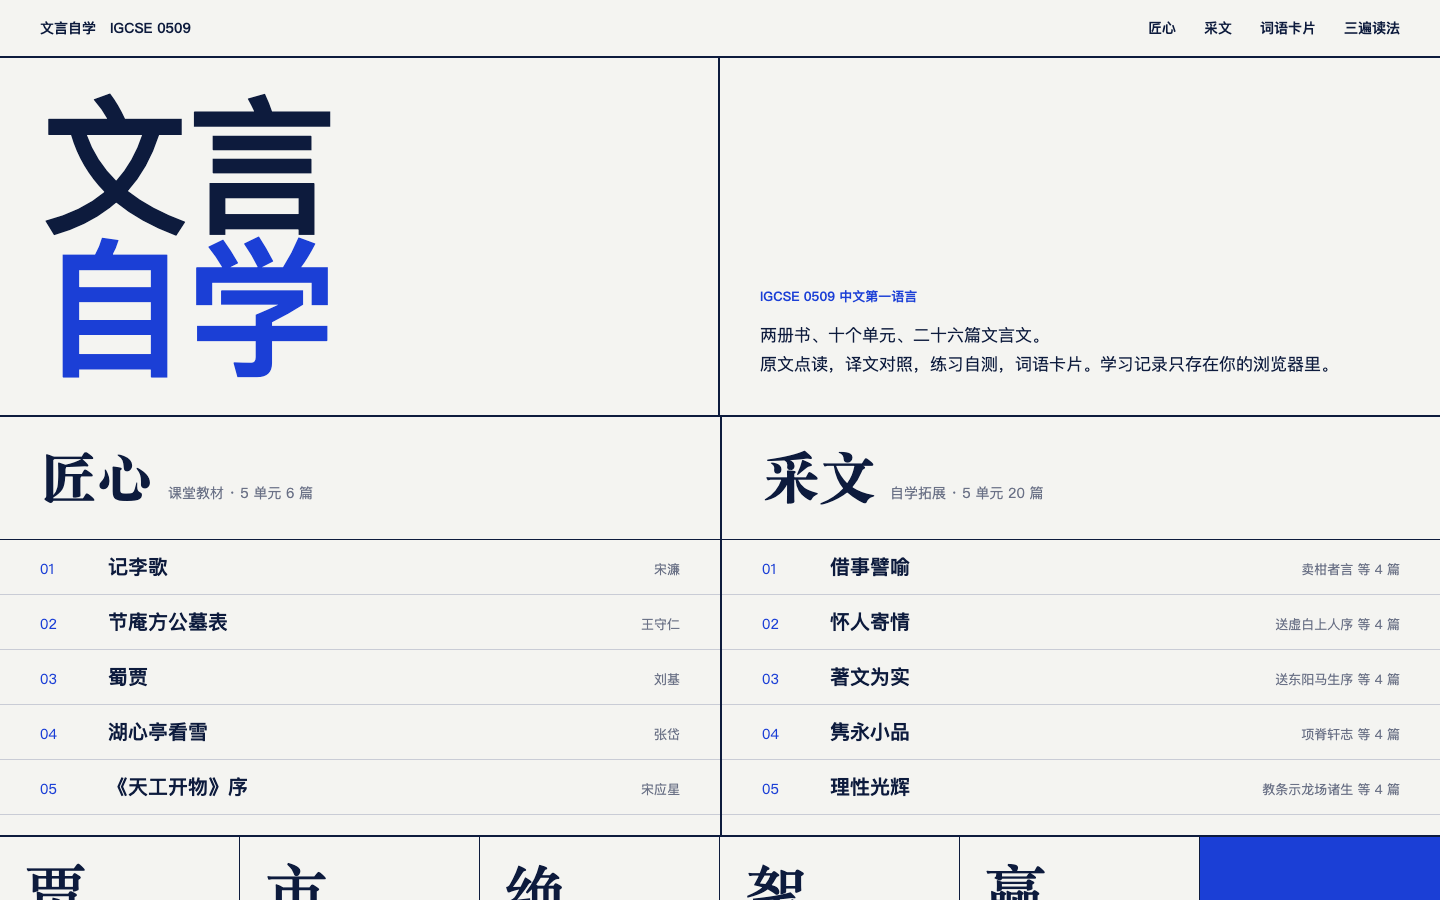 文言自学 IGCSE 0509
匠心 采文 词语卡片 三遍读法
文言
自学
IGCSE 0509 中文第一语言
两册书、十个单元、二十六篇文言文。
原文点读，译文对照，练习自测，词语卡片。学习记录只存在你的浏览器里。
匠心 课堂教材 · 5 单元 6 篇
01 记李歌 宋濂
02 节庵方公墓表 王守仁
03 蜀贾 刘基
04 湖心亭看雪 张岱
05 《天工开物》序 宋应星
采文 自学拓展 · 5 单元 20 篇
01 借事譬喻 卖柑者言 等 4 篇
02 怀人寄情 送虚白上人序 等 4 篇
03 著文为实 送东阳马生序 等 4 篇
04 隽永小品 项脊轩志 等 4 篇
05 理性光辉 教条示龙场诸生 等 4 篇
贾 市 绝 絮 赢